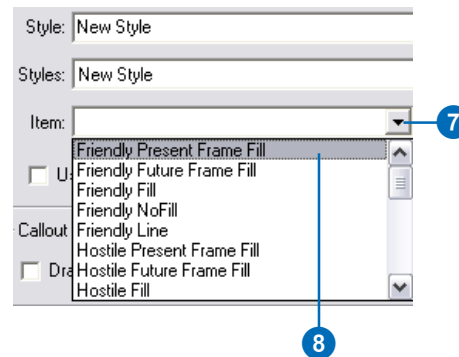 Style: New Style
Styles: New Style
Item:
7
Friendly Present Frame Fill
Friendly Future Frame Fill
U
Friendly Fill
Friendly NoFill
Friendly Line
Callout
Hostile Present Frame Fill
Hostile Future Frame Fill
Dra
Hostile Fill
8